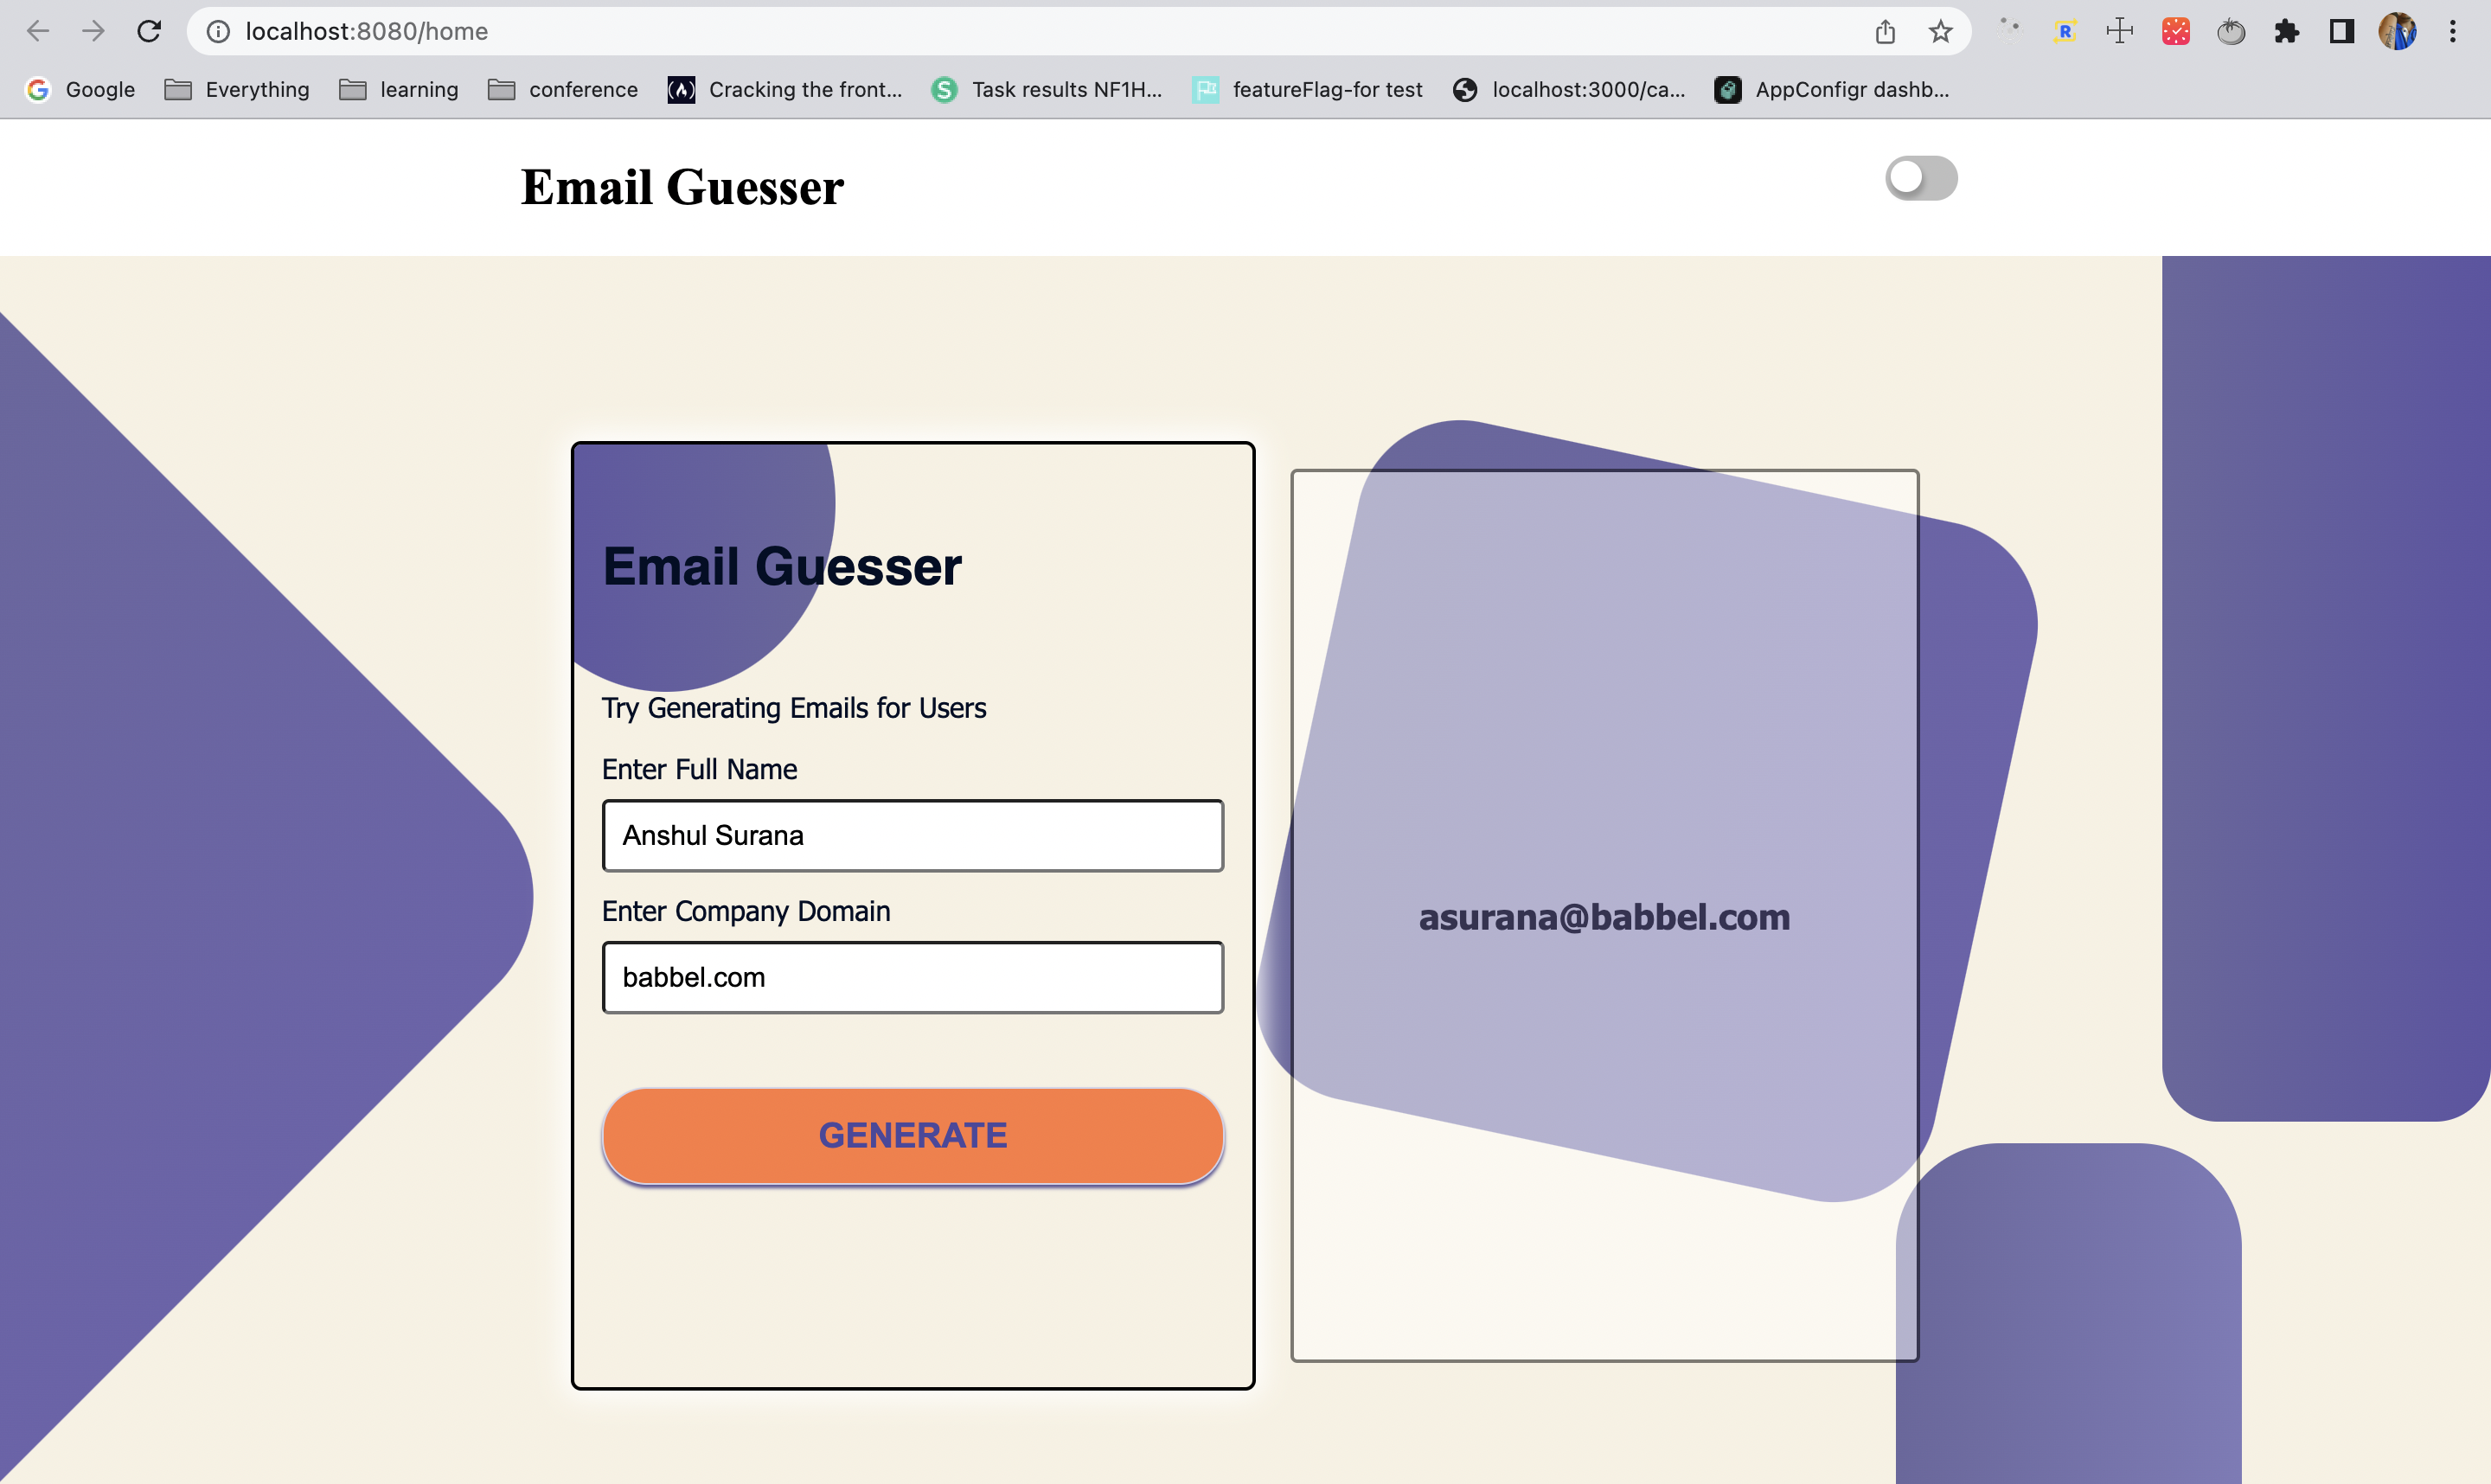 localhost:8080/home
Google Everything learning conference Cracking the front... Task results NF1H... featureFlag-for test localhost:3000/ca... AppConfigr dashb...
Email Guesser
Email Guesser
Try Generating Emails for Users
Enter Full Name
Anshul Surana
Enter Company Domain
babbel.com
GENERATE
asurana@babbel.com